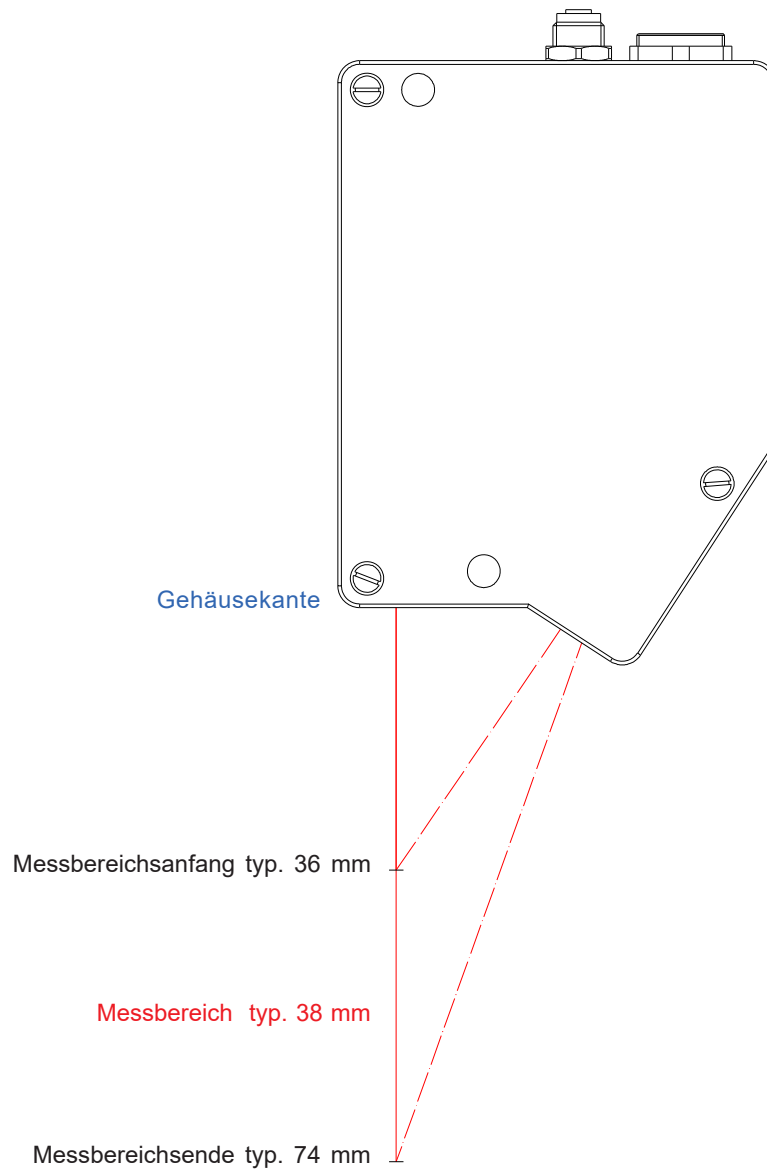 Gehäusekante
Messbereichsanfang typ. 36 mm
Messbereich typ. 38 mm
Messbereichsende typ. 74 mm